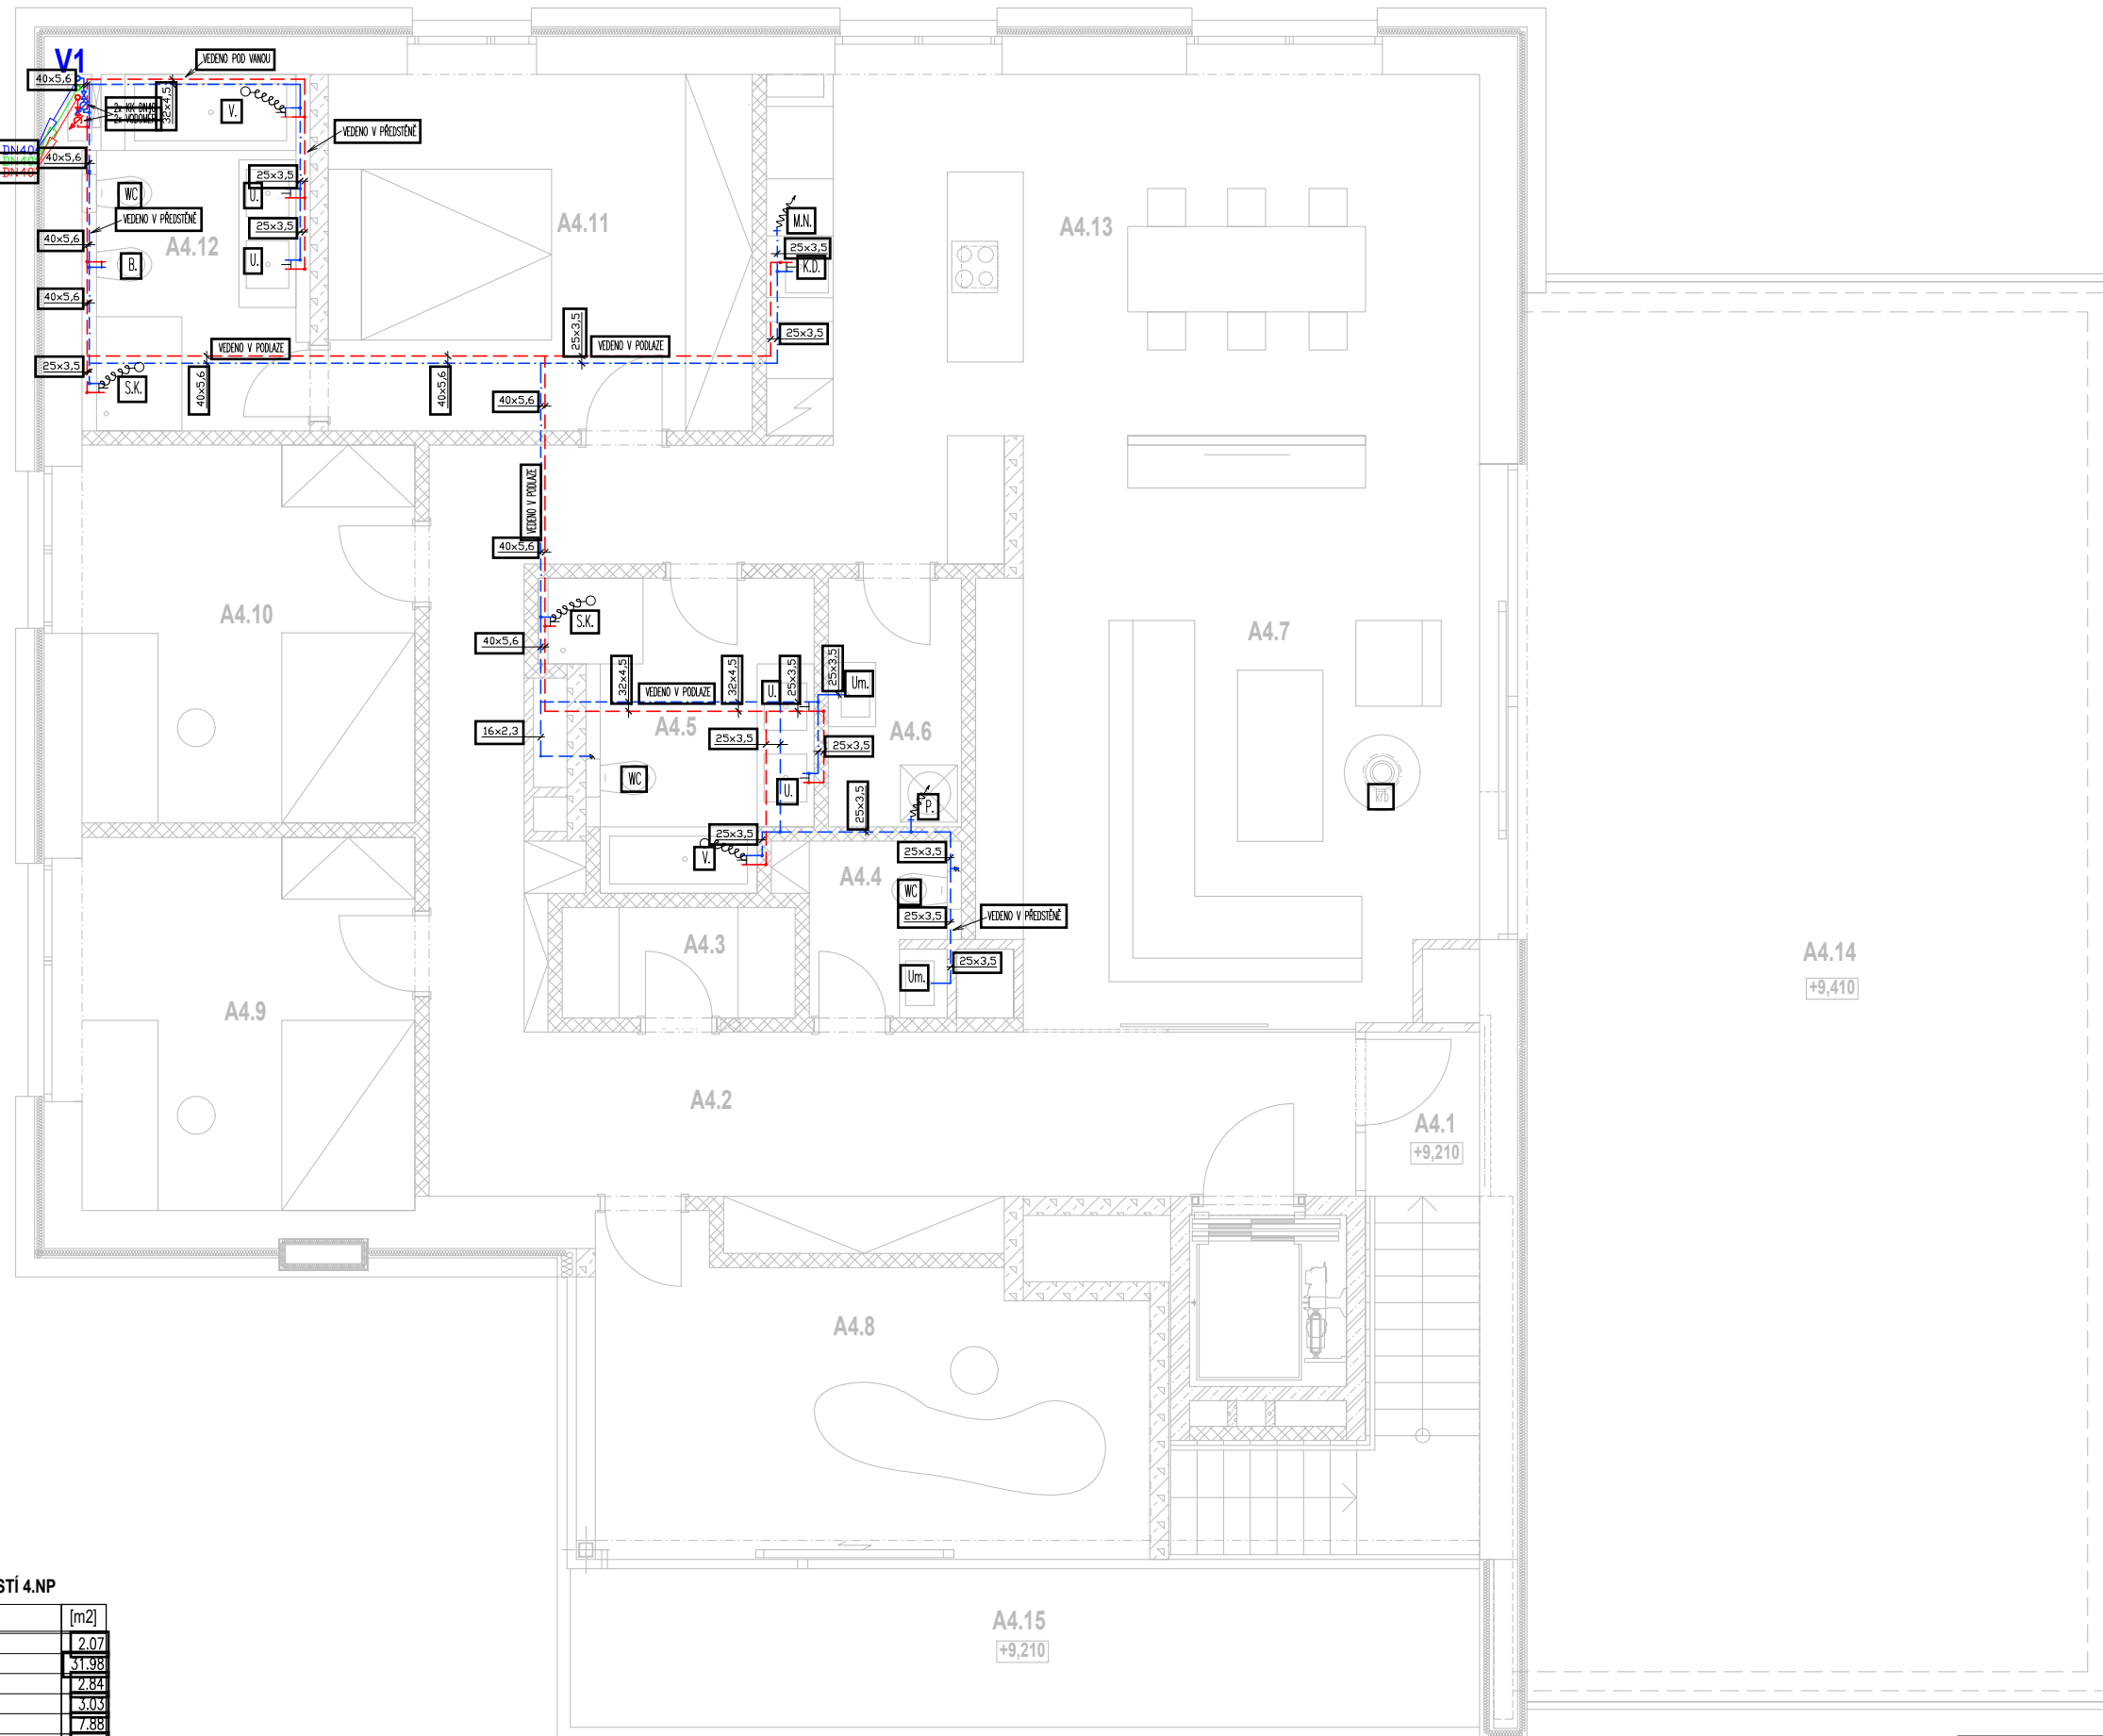 V1
VEDENO POD VANOU
40x5,6
32x4,5
2x KK DN40
2x VODOMĚR
V.
VEDENO V PŘEDSTĚNĚ
DN40
DN40
DN40
40x5,6
25x3,5
WC
U.
VEDENO V PŘEDSTĚNĚ
25x3,5
A4.12
40x5,6
B.
U.
A4.11
M.N.
25x3,5
K.D.
A4.13
40x5,6
25x3,5
25x3,5
VEDENO V PODLAZE
VEDENO V PODLAZE
25x3,5
S.K.
40x5,6
40x5,6
40x5,6
VEDENO V PODLAZE
40x5,6
A4.10
S.K.
A4.7
40x5,6
32x4,5
VEDENO V PODLAZE
32x4,5
U.
25x3,5
25x3,5
Um.
16x2,3
A4.5
25x3,5
25x3,5
A4.6
WC
U.
25x3,5
P.
krb
25x3,5
V.
25x3,5
A4.4
WC
25x3,5
VEDENO V PŘEDSTĚNĚ
A4.3
25x3,5
Um.
A4.14
+9,410
A4.9
A4.2
A4.1
+9,210
A4.8
A4.15
+9,210
STÍ 4.NP
[m2]
2.07
31.98
2.84
3.03
7.88